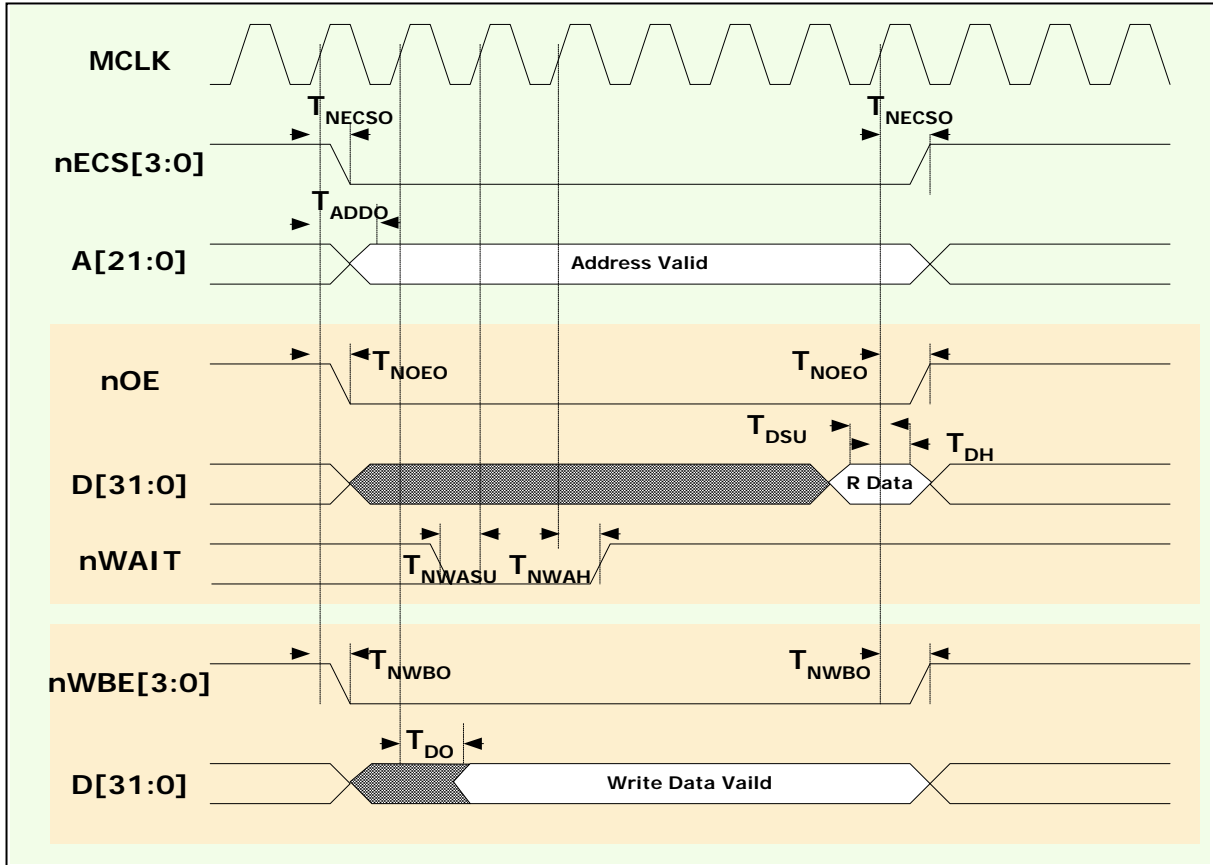 MCLK
TNECSO TNECSO
nECS[3:0]
TADDO
A[21:0] Address Valid
nOE TNOEO TNOEO
TDSU TDH
D[31:0] R Data
nWAIT TNWASU TNWAH
nWBE[3:0] TNWBO TNWBO
TDO
D[31:0] Write Data Vaild